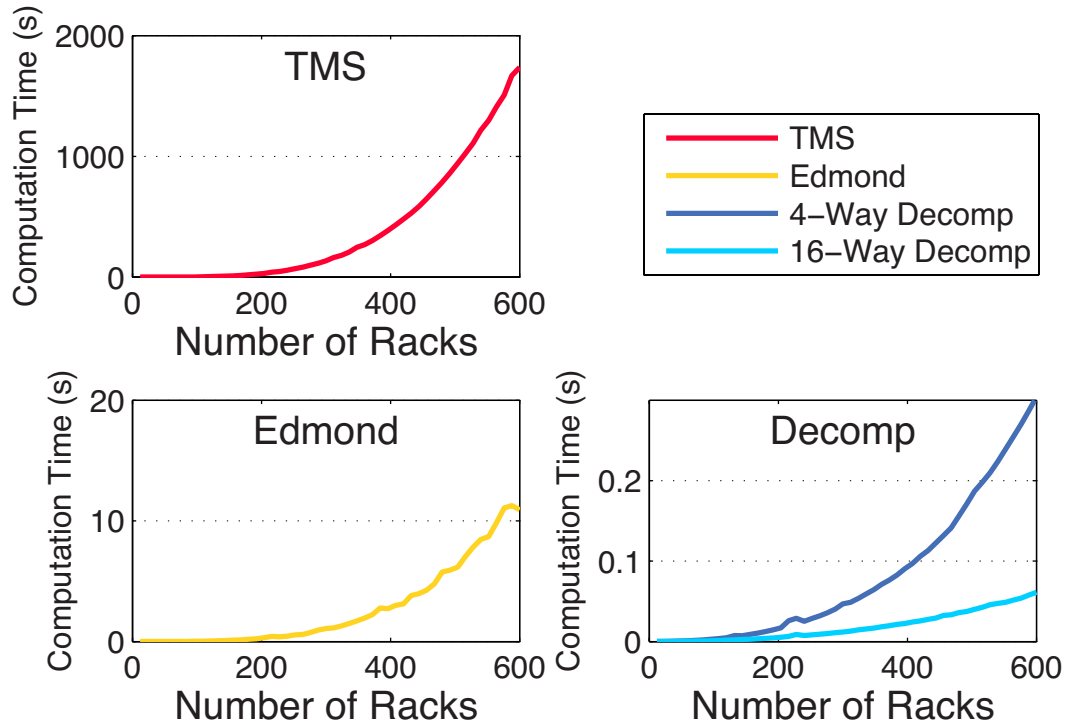 TMS
Computation Time (s)
2000
1000
0
0 200 400 600
Number of Racks
TMS
Edmond
4-Way Decomp
16-Way Decomp
Edmond
Computation Time (s)
20
10
0
0 200 400 600
Number of Racks
Decomp
Computation Time (s)
0.2
0.1
0
0 200 400 600
Number of Racks